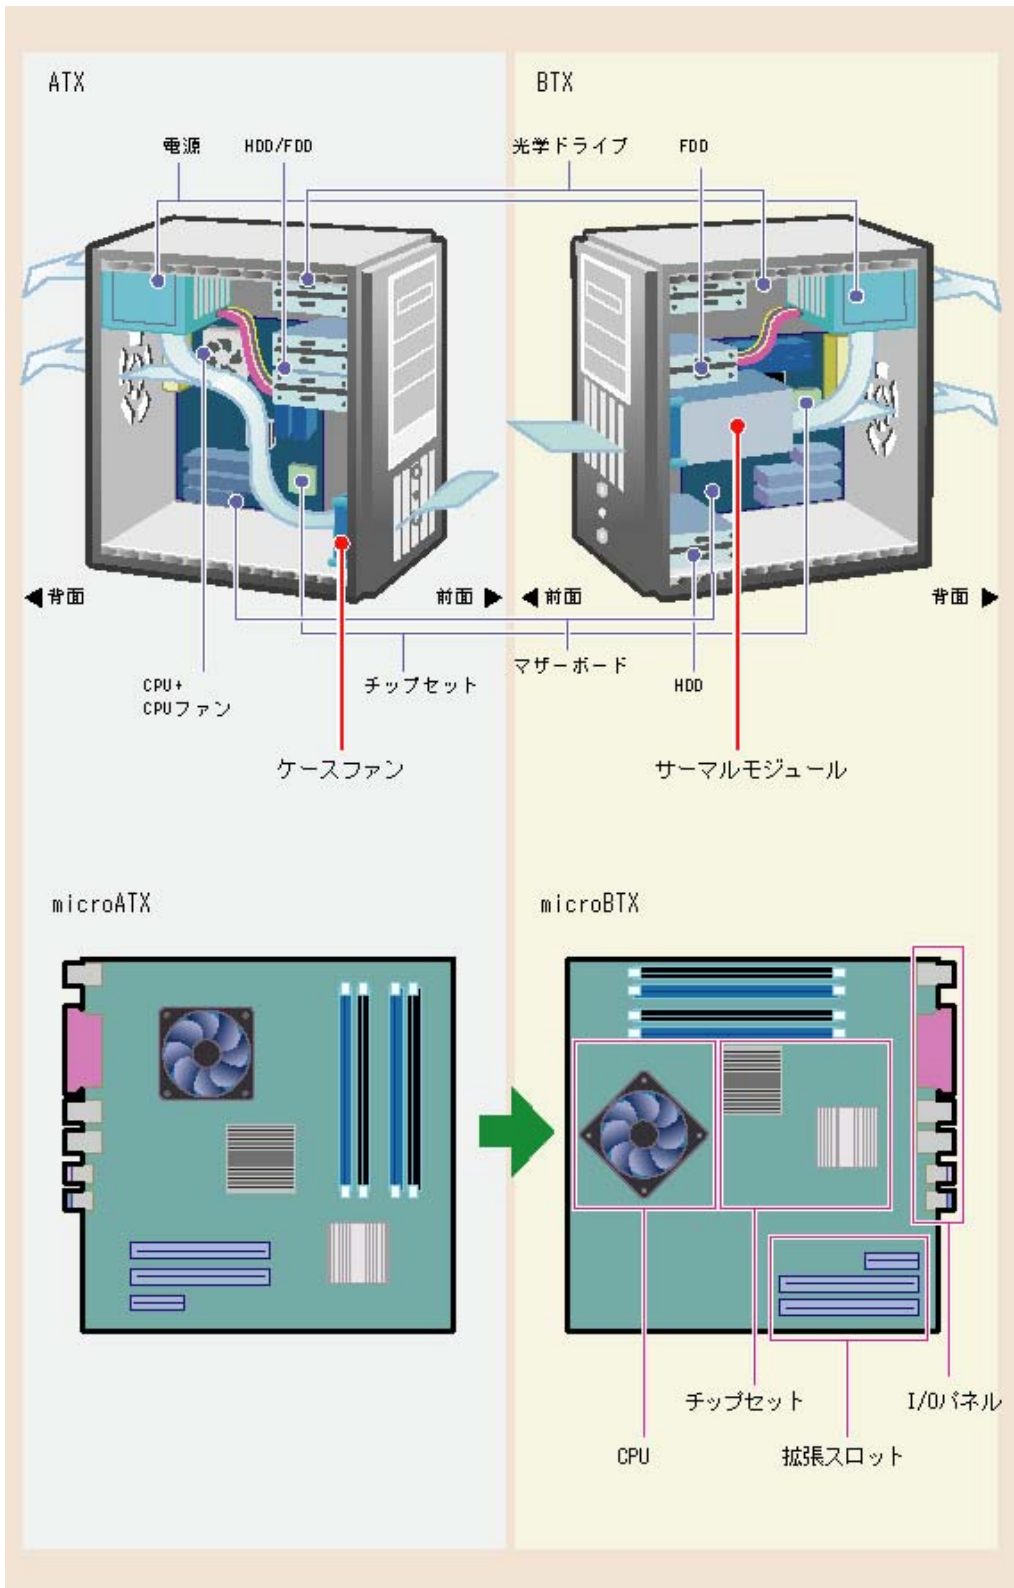 ATX
BTX
電源
HDD/FDD
光学ドライブ
FDD
◀背面
前面▶
◀前面
背面▶
マザーボード
CPU+
CPUファン
チップセット
HDD
ケースファン
サーマルモジュール
microATX
microBTX
チップセット
I/Oパネル
CPU
拡張スロット